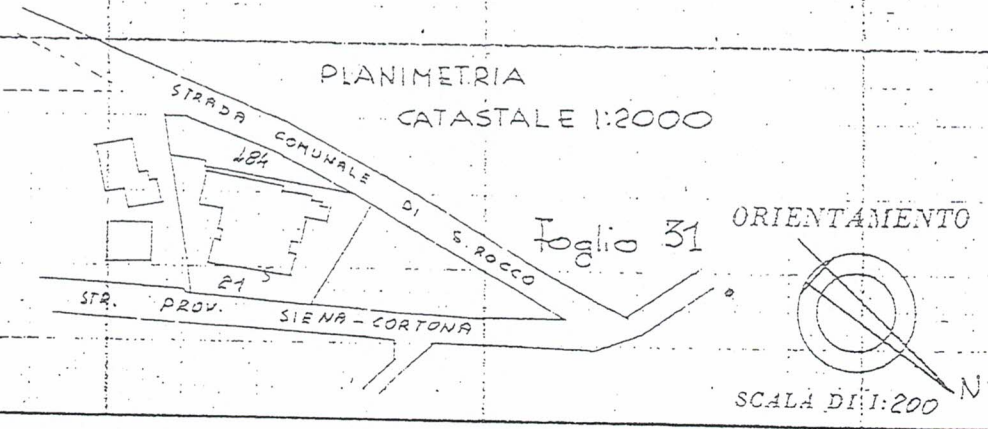 PLANIMETRIA
CATASTALE 1:2000
STRADA COMUNALE DI S. ROCCO
184
Foglio 31
ORIENTAMENTO
21
STR. PROV. SIENA-CORTONA
N
SCALA DI 1:200